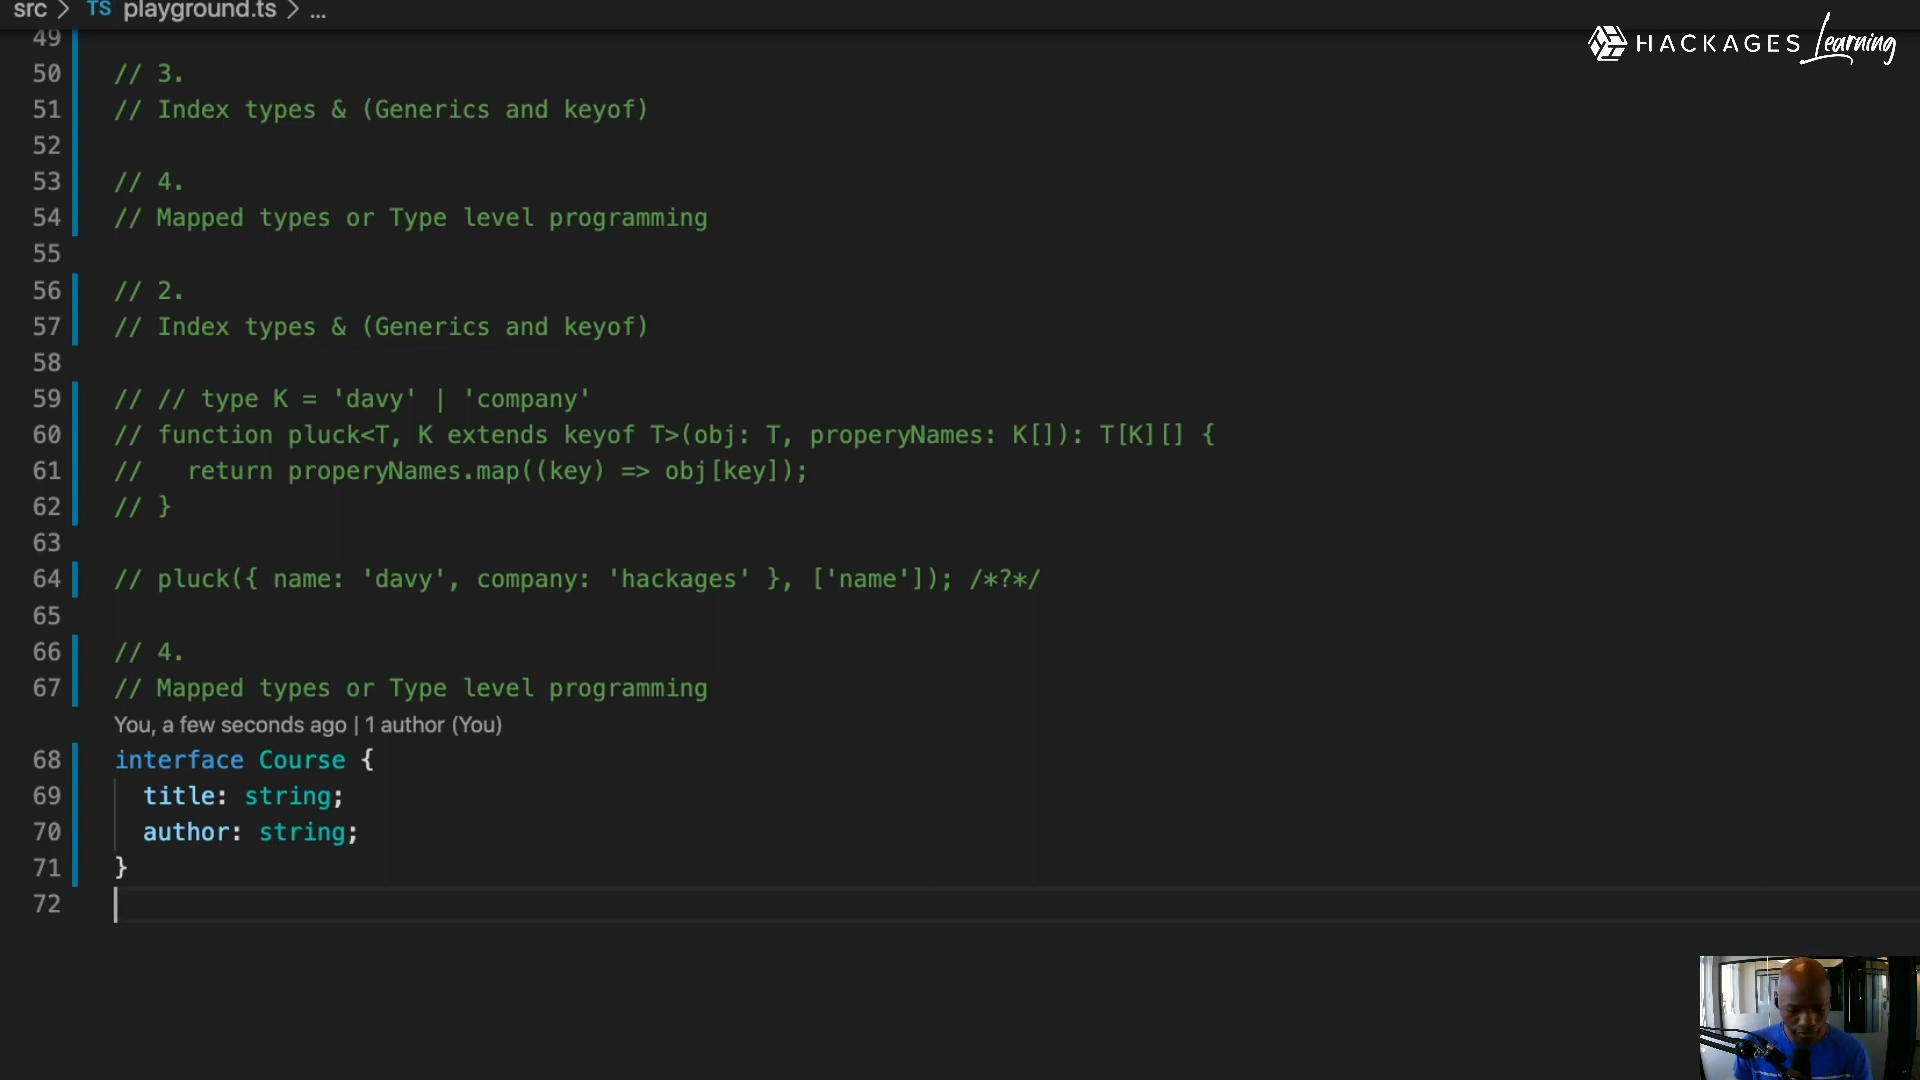 src > TS playground.ts > ...
HACKAGES Learning
49
50 // 3.
51 // Index types & (Generics and keyof)
52
53 // 4.
54 // Mapped types or Type level programming
55
56 // 2.
57 // Index types & (Generics and keyof)
58
59 // // type K = 'davy' | 'company'
60 // function pluck<T, K extends keyof T>(obj: T, properyNames: K[]): T[K][] {
61 //   return properyNames.map((key) => obj[key]);
62 // }
63
64 // pluck({ name: 'davy', company: 'hackages' }, ['name']); /*?*/
65
66 // 4.
67 // Mapped types or Type level programming
You, a few seconds ago | 1 author (You)
68 interface Course {
69   title: string;
70   author: string;
71 }
72